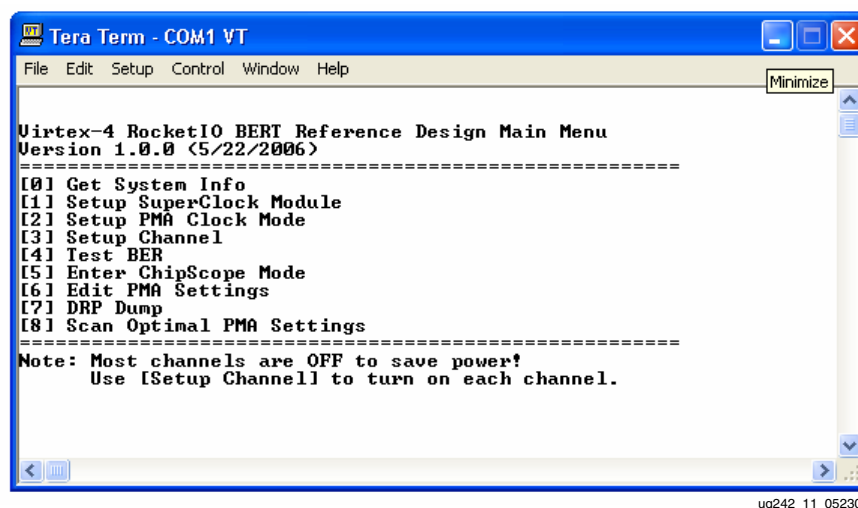 Tera Term - COM1 VT
File Edit Setup Control Window Help
Minimize
Virtex-4 RocketIO BERT Reference Design Main Menu
Version 1.0.0 (5/22/2006)
=======================================================
[0] Get System Info
[1] Setup SuperClock Module
[2] Setup PMA Clock Mode
[3] Setup Channel
[4] Test BER
[5] Enter ChipScope Mode
[6] Edit PMA Settings
[7] DRP Dump
[8] Scan Optimal PMA Settings
=======================================================
Note: Most channels are OFF to save power!
Use [Setup Channel] to turn on each channel.
ug242_11_05230